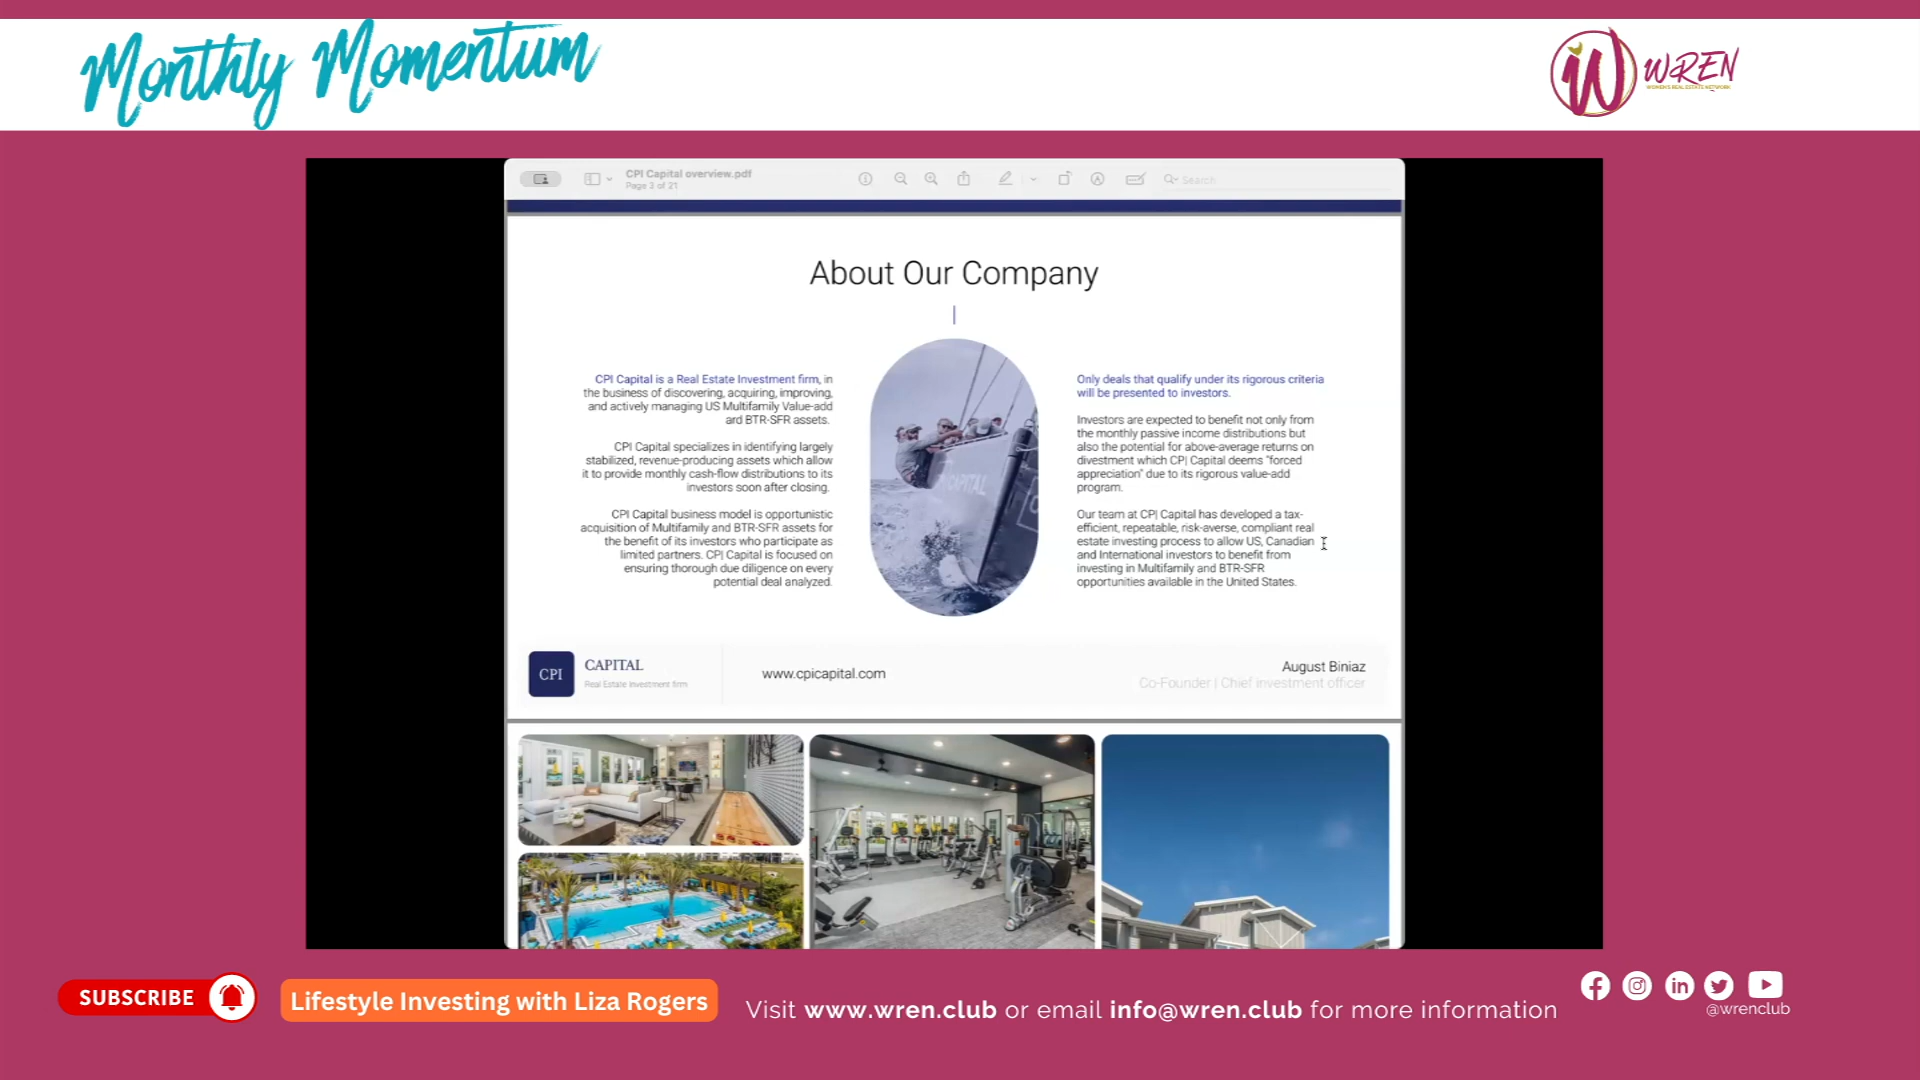 Monthly Momentum
W WREN
WOMEN'S REAL ESTATE NETWORK
CPI Capital overview.pdf
Page 3 of 21
Search
About Our Company
CPI Capital is a Real Estate Investment firm, in
the business of discovering, acquiring, improving,
and actively managing US Multifamily Value-add
ard BTR-SFR assets.
CPI Capital specializes in identifying largely
stabilized, revenue-producing assets which allow
it to provide monthly cash-flow distributions to its
investors soon after closing.
CPI Capital business model is opportunistic
acquisition of Multifamily and BTR-SFR assets for
the benefit of its investors who participate as
limited partners. CPI Capital is focused on
ensuring thorough due diligence on every
potential deal analyzed.
CAPITAL
Only deals that qualify under its rigorous criteria
will be presented to investors.
Investors are expected to benefit not only from
the monthly passive income distributions but
also the potential for above-average returns on
divestment which CPI Capital deems "forced
appreciation" due to its rigorous value-add
program.
Our team at CPI Capital has developed a tax-
efficient, repeatable, risk-averse, compliant real
estate investing process to allow US, Canadian
and International investors to benefit from
investing in Multifamily and BTR-SFR
opportunities available in the United States.
CPI
CAPITAL
Real Estate Investment firm
www.cpicapital.com
August Biniaz
Co-Founder | Chief investment officer
SUBSCRIBE
Lifestyle Investing with Liza Rogers
Visit www.wren.club or email info@wren.club for more information
@wrenclub